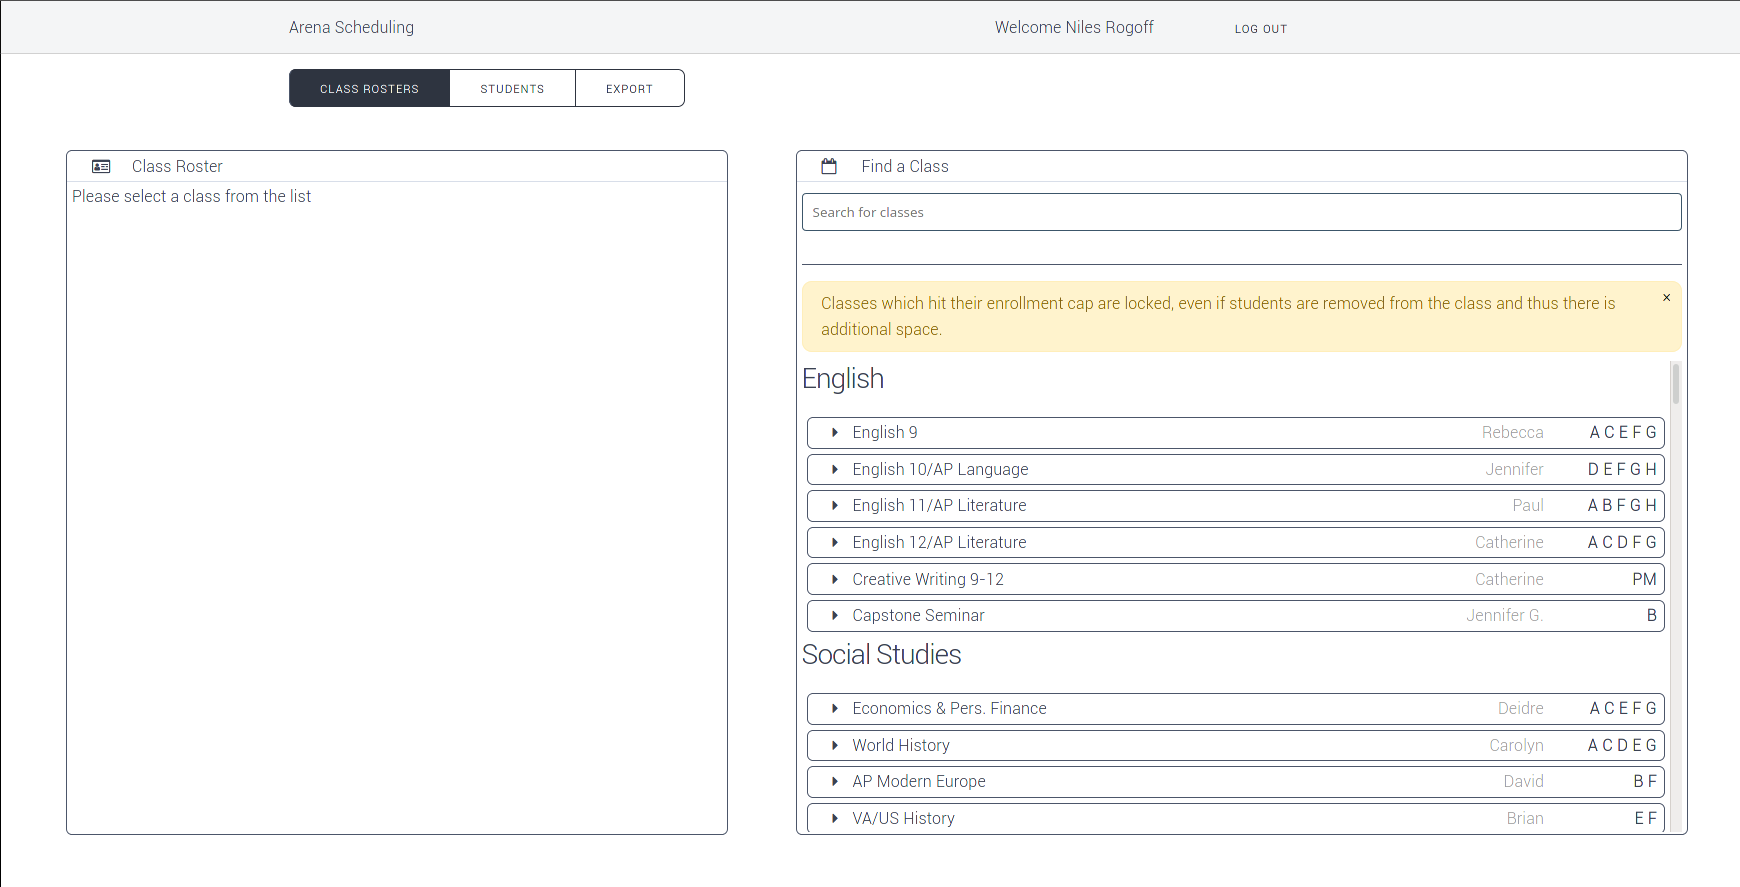 Arena Scheduling
Welcome Niles Rogoff
LOG OUT
CLASS ROSTERS
STUDENTS
EXPORT
Class Roster
Please select a class from the list
Find a Class
Search for classes
Classes which hit their enrollment cap are locked, even if students are removed from the class and thus there is
additional space.
x
English
English 9 Rebecca A C E F G
English 10/AP Language Jennifer D E F G H
English 11/AP Literature Paul A B F G H
English 12/AP Literature Catherine A C D F G
Creative Writing 9-12 Catherine PM
Capstone Seminar Jennifer G. B
Social Studies
Economics & Pers. Finance Deidre A C E F G
World History Carolyn A C D E G
AP Modern Europe David B F
VA/US History Brian E F